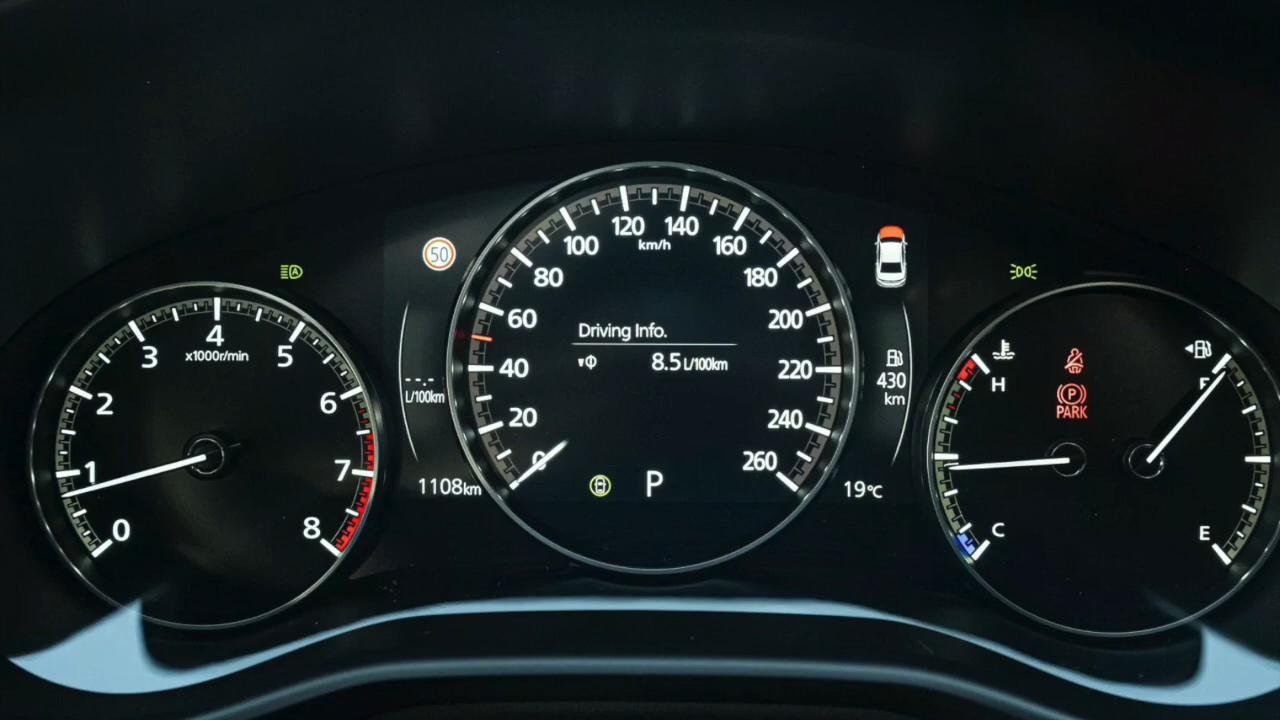 50
0
1
2
3
4
5
6
7
8
x1000r/min
-.-
L/100km
1108km
0
20
40
60
80
100
120
140
160
180
200
220
240
260
km/h
Driving Info.
8.5 L/100km
P
430
km
19°C
H
C
P
PARK
F
E